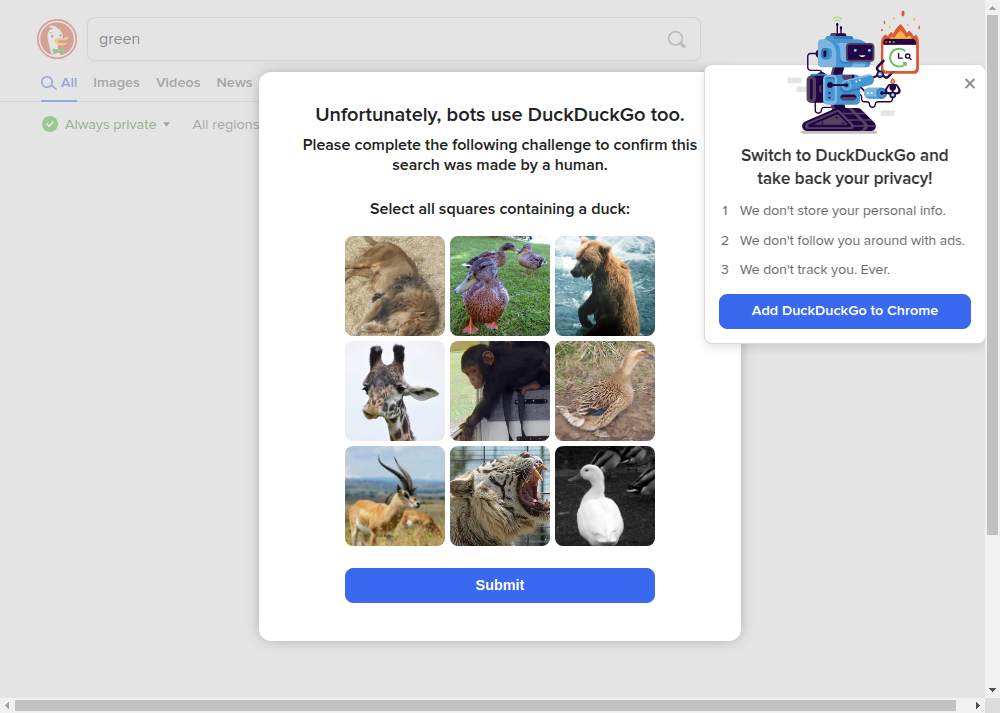 green
All Images Videos News
Always private All regions
Unfortunately, bots use DuckDuckGo too.
Please complete the following challenge to confirm this
search was made by a human.
Select all squares containing a duck:
Submit
Switch to DuckDuckGo and
take back your privacy!
1 We don't store your personal info.
2 We don't follow you around with ads.
3 We don't track you. Ever.
Add DuckDuckGo to Chrome